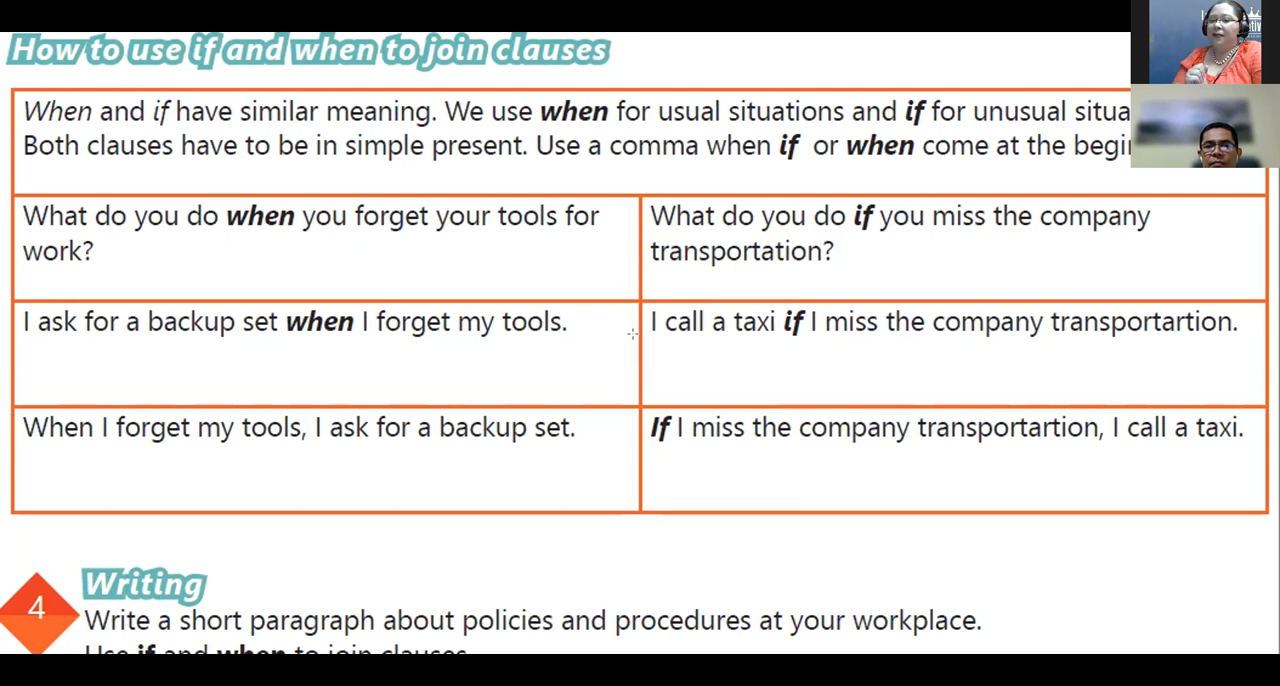 How to use if and when to join clauses
When and if have similar meaning. We use when for usual situations and if for unusual
Both clauses have to be in simple present. Use a comma when if or when come at the
What do you do when you forget your tools for
work?
What do you do if you miss the company
transportation?
I ask for a backup set when I forget my tools.
I call a taxi if I miss the company transportartion.
When I forget my tools, I ask for a backup set.
If I miss the company transportartion, I call a taxi.
4
Writing
Write a short paragraph about policies and procedures at your workplace.
Use if and when to join clauses